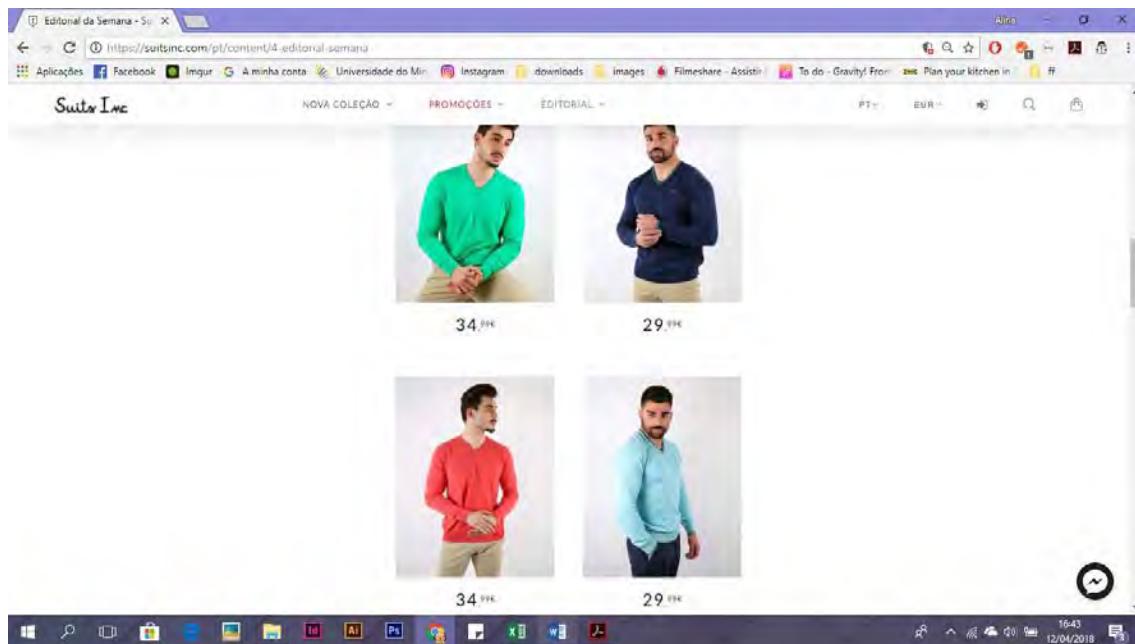 Editorial da Semana - Su
Alina
https://suitsinc.com/pt/content/4-editorial-semana
Aplicações Facebook Imgur A minha conta Universidade do Min Instagram downloads images Filmeshare - Assistir To do - Gravity! From Plan your kitchen in ff
Suits Inc NOVA COLEÇÃO PROMOÇÕES EDITORIAL PT EUR
34,99€ 29,99€
34,99€ 29,99€
16:43
12/04/2018